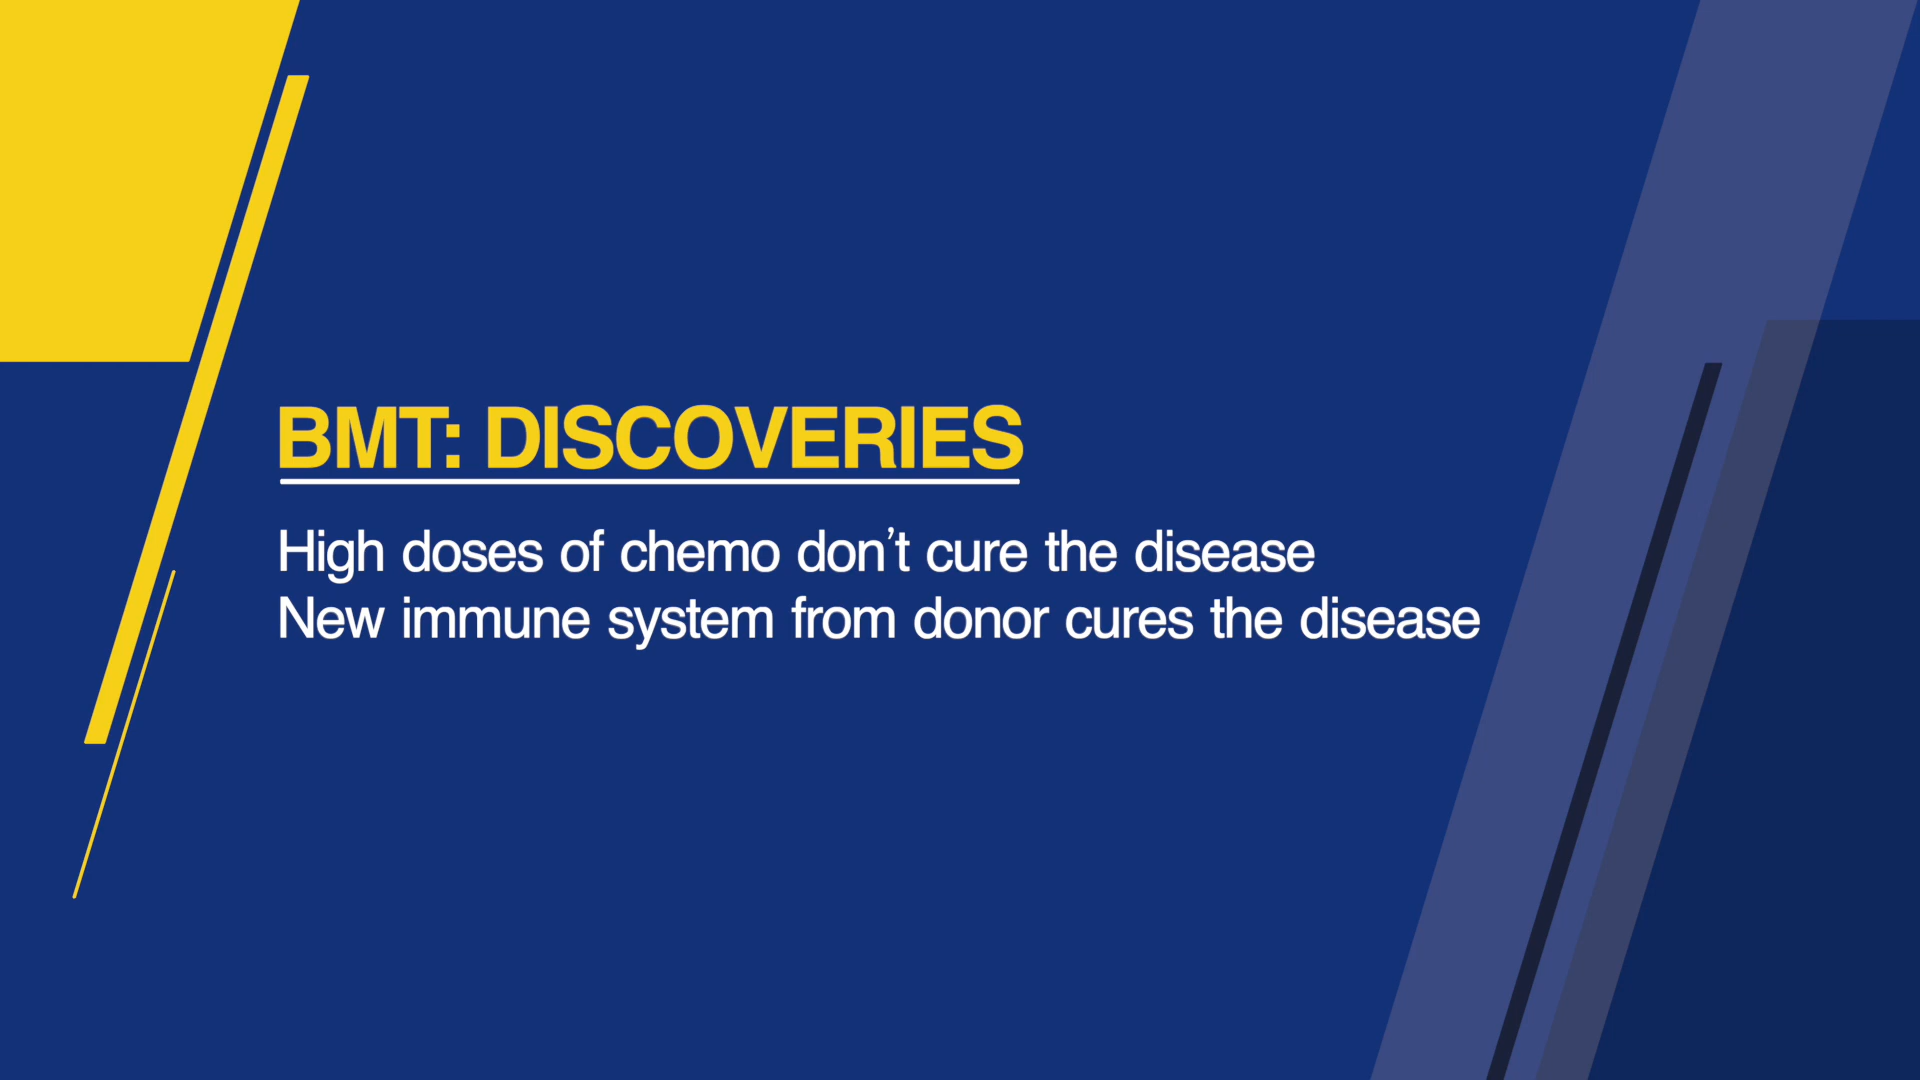 BMT: DISCOVERIES
High doses of chemo don’t cure the disease
New immune system from donor cures the disease